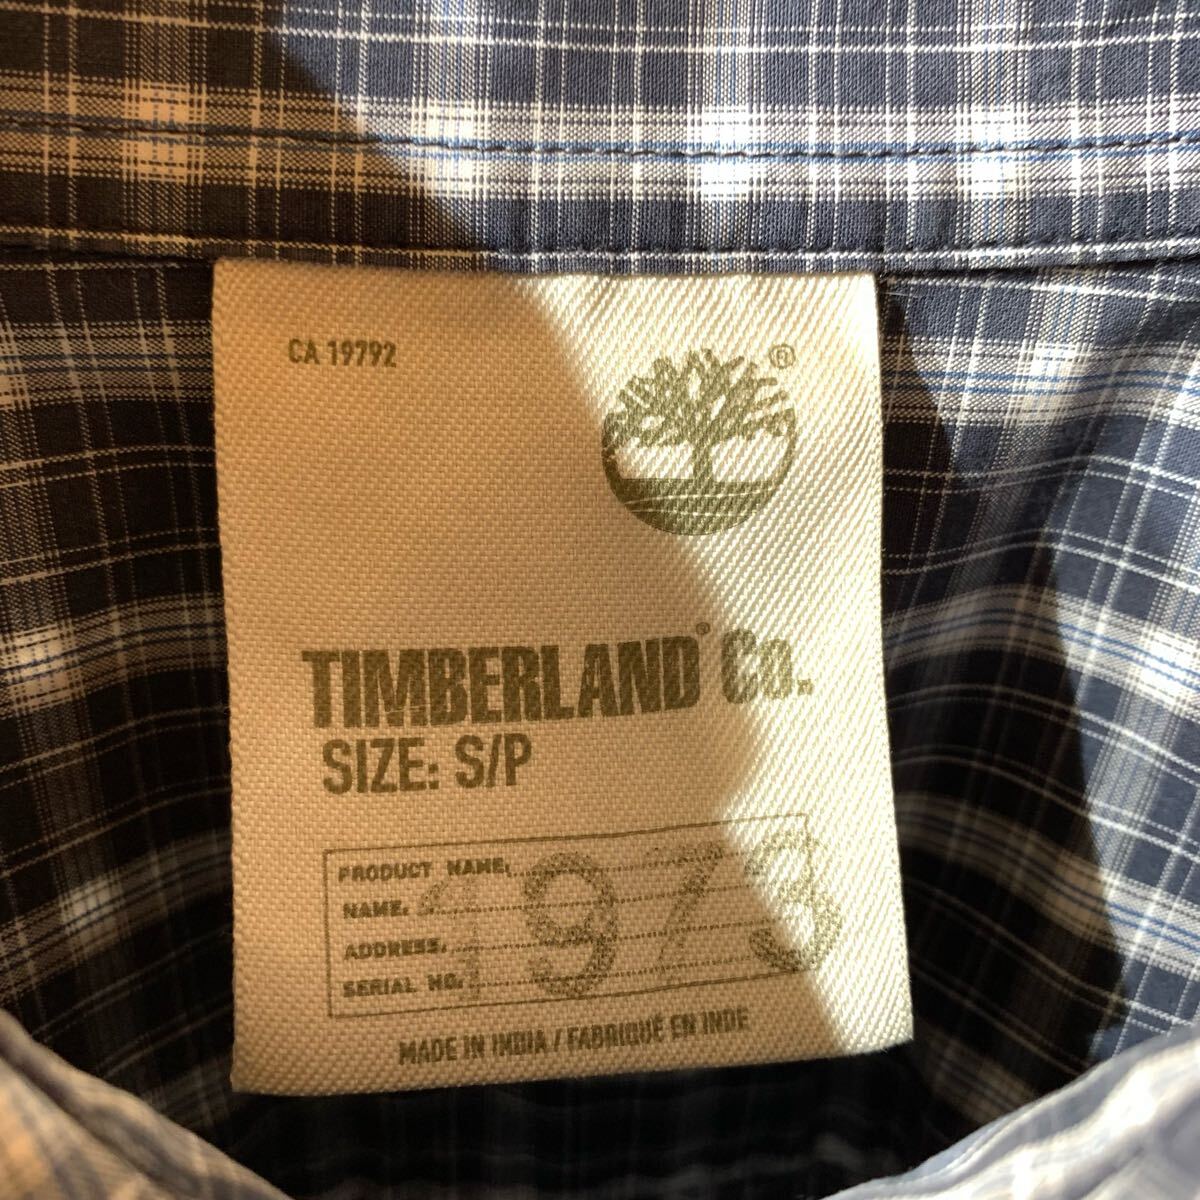 CA 19792
®
TIMBERLAND® Co.
SIZE: S/P
PRODUCT NAME.
NAME.
ADDRESS.
SERIAL NO.
1973
MADE IN INDIA / FABRIQUÉ EN INDE